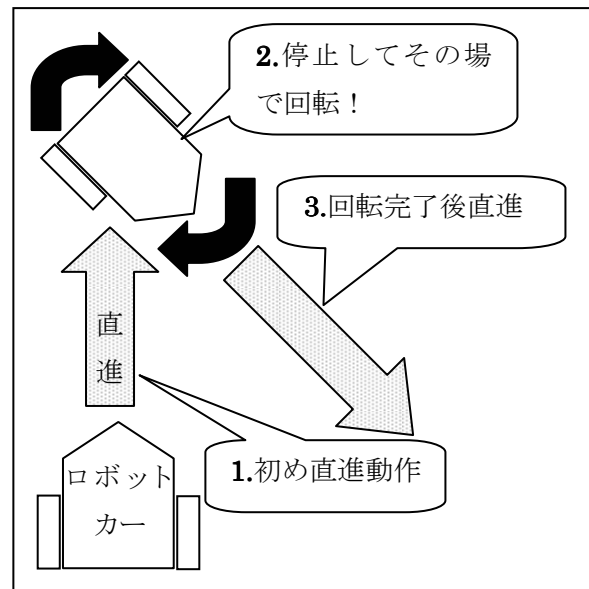 2.停止してその場
で回転！
3.回転完了後直進
直
進
1.初め直進動作
ロボット
カー